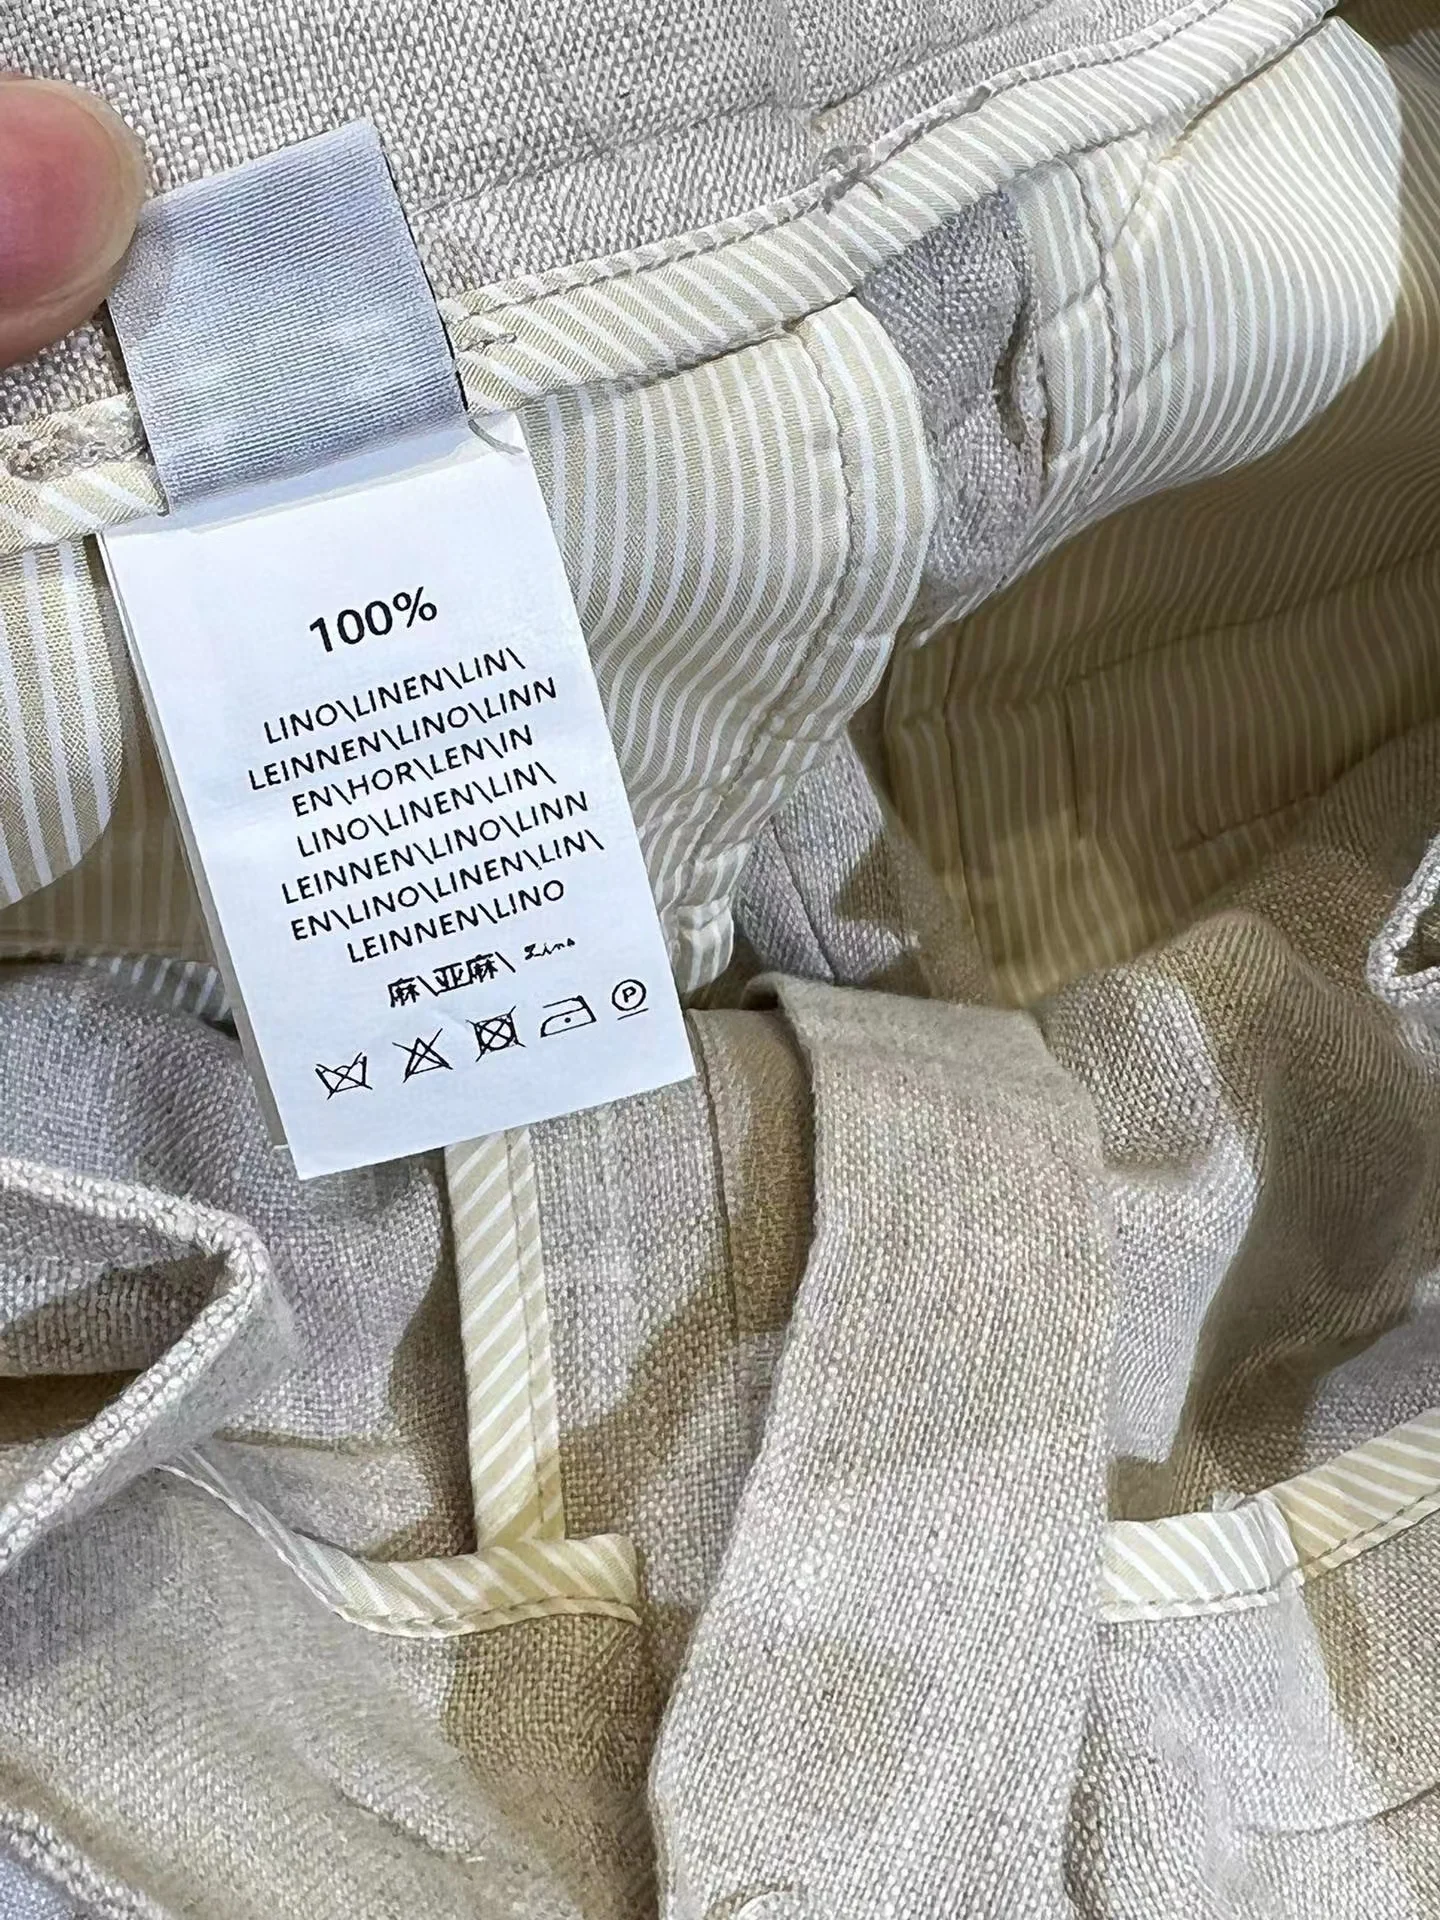 100%
LINO\LINEN\LIN\
LEINNEN\LINO\LINN
EN\HOR\LEN\IN
LINO\LINEN\LIN\
LEINNEN\LINO\LINN
EN\LINO\LINEN\LIN\
LEINNEN\LINO
麻\亚麻\ Lino
P